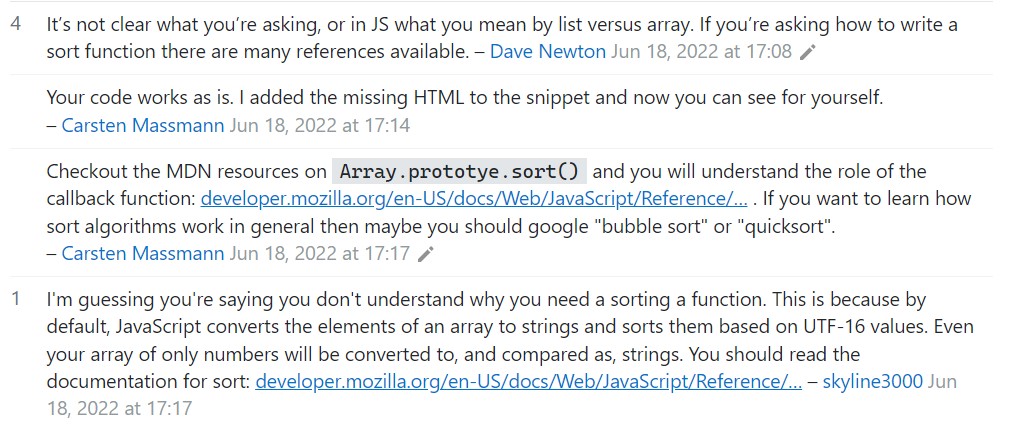 4 It’s not clear what you’re asking, or in JS what you mean by list versus array. If you’re asking how to write a
sort function there are many references available. – Dave Newton Jun 18, 2022 at 17:08
Your code works as is. I added the missing HTML to the snippet and now you can see for yourself.
– Carsten Massmann Jun 18, 2022 at 17:14
Checkout the MDN resources on Array.prototye.sort() and you will understand the role of the
callback function: developer.mozilla.org/en-US/docs/Web/JavaScript/Reference/… . If you want to learn how
sort algorithms work in general then maybe you should google "bubble sort" or "quicksort".
– Carsten Massmann Jun 18, 2022 at 17:17
1 I'm guessing you're saying you don't understand why you need a sorting a function. This is because by
default, JavaScript converts the elements of an array to strings and sorts them based on UTF-16 values. Even
your array of only numbers will be converted to, and compared as, strings. You should read the
documentation for sort: developer.mozilla.org/en-US/docs/Web/JavaScript/Reference/… – skyline3000 Jun
18, 2022 at 17:17